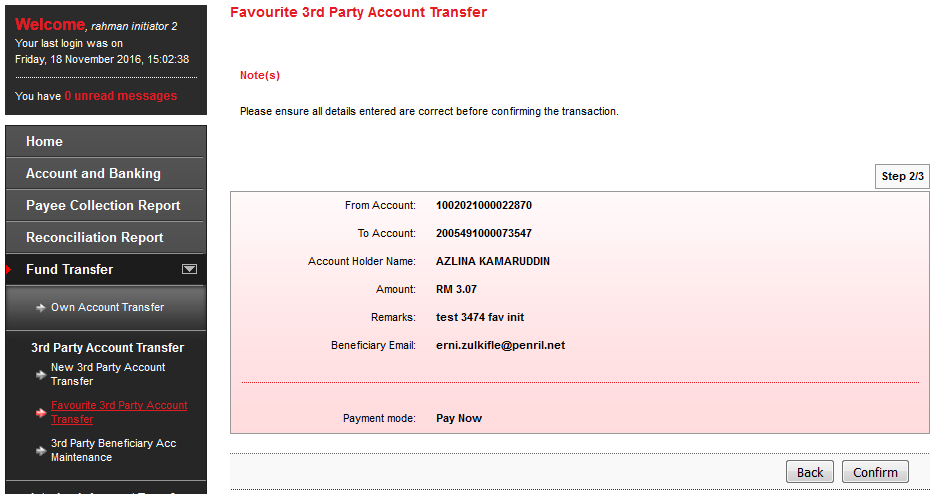 Welcome, rahman initiator 2
Your last login was on
Friday, 18 November 2016, 15:02:38
You have 0 unread messages
Home
Account and Banking
Payee Collection Report
Reconciliation Report
Fund Transfer
Own Account Transfer
3rd Party Account Transfer
New 3rd Party Account
Transfer
Favourite 3rd Party Account
Transfer
3rd Party Beneficiary Acc
Maintenance
Favourite 3rd Party Account Transfer
Note(s)
Please ensure all details entered are correct before confirming the transaction.
Step 2/3
From Account: 1002021000022870
To Account: 2005491000073547
Account Holder Name: AZLINA KAMARUDDIN
Amount: RM 3.07
Remarks: test 3474 fav init
Beneficiary Email: erni.zulkifle@penril.net
Payment mode: Pay Now
Back Confirm